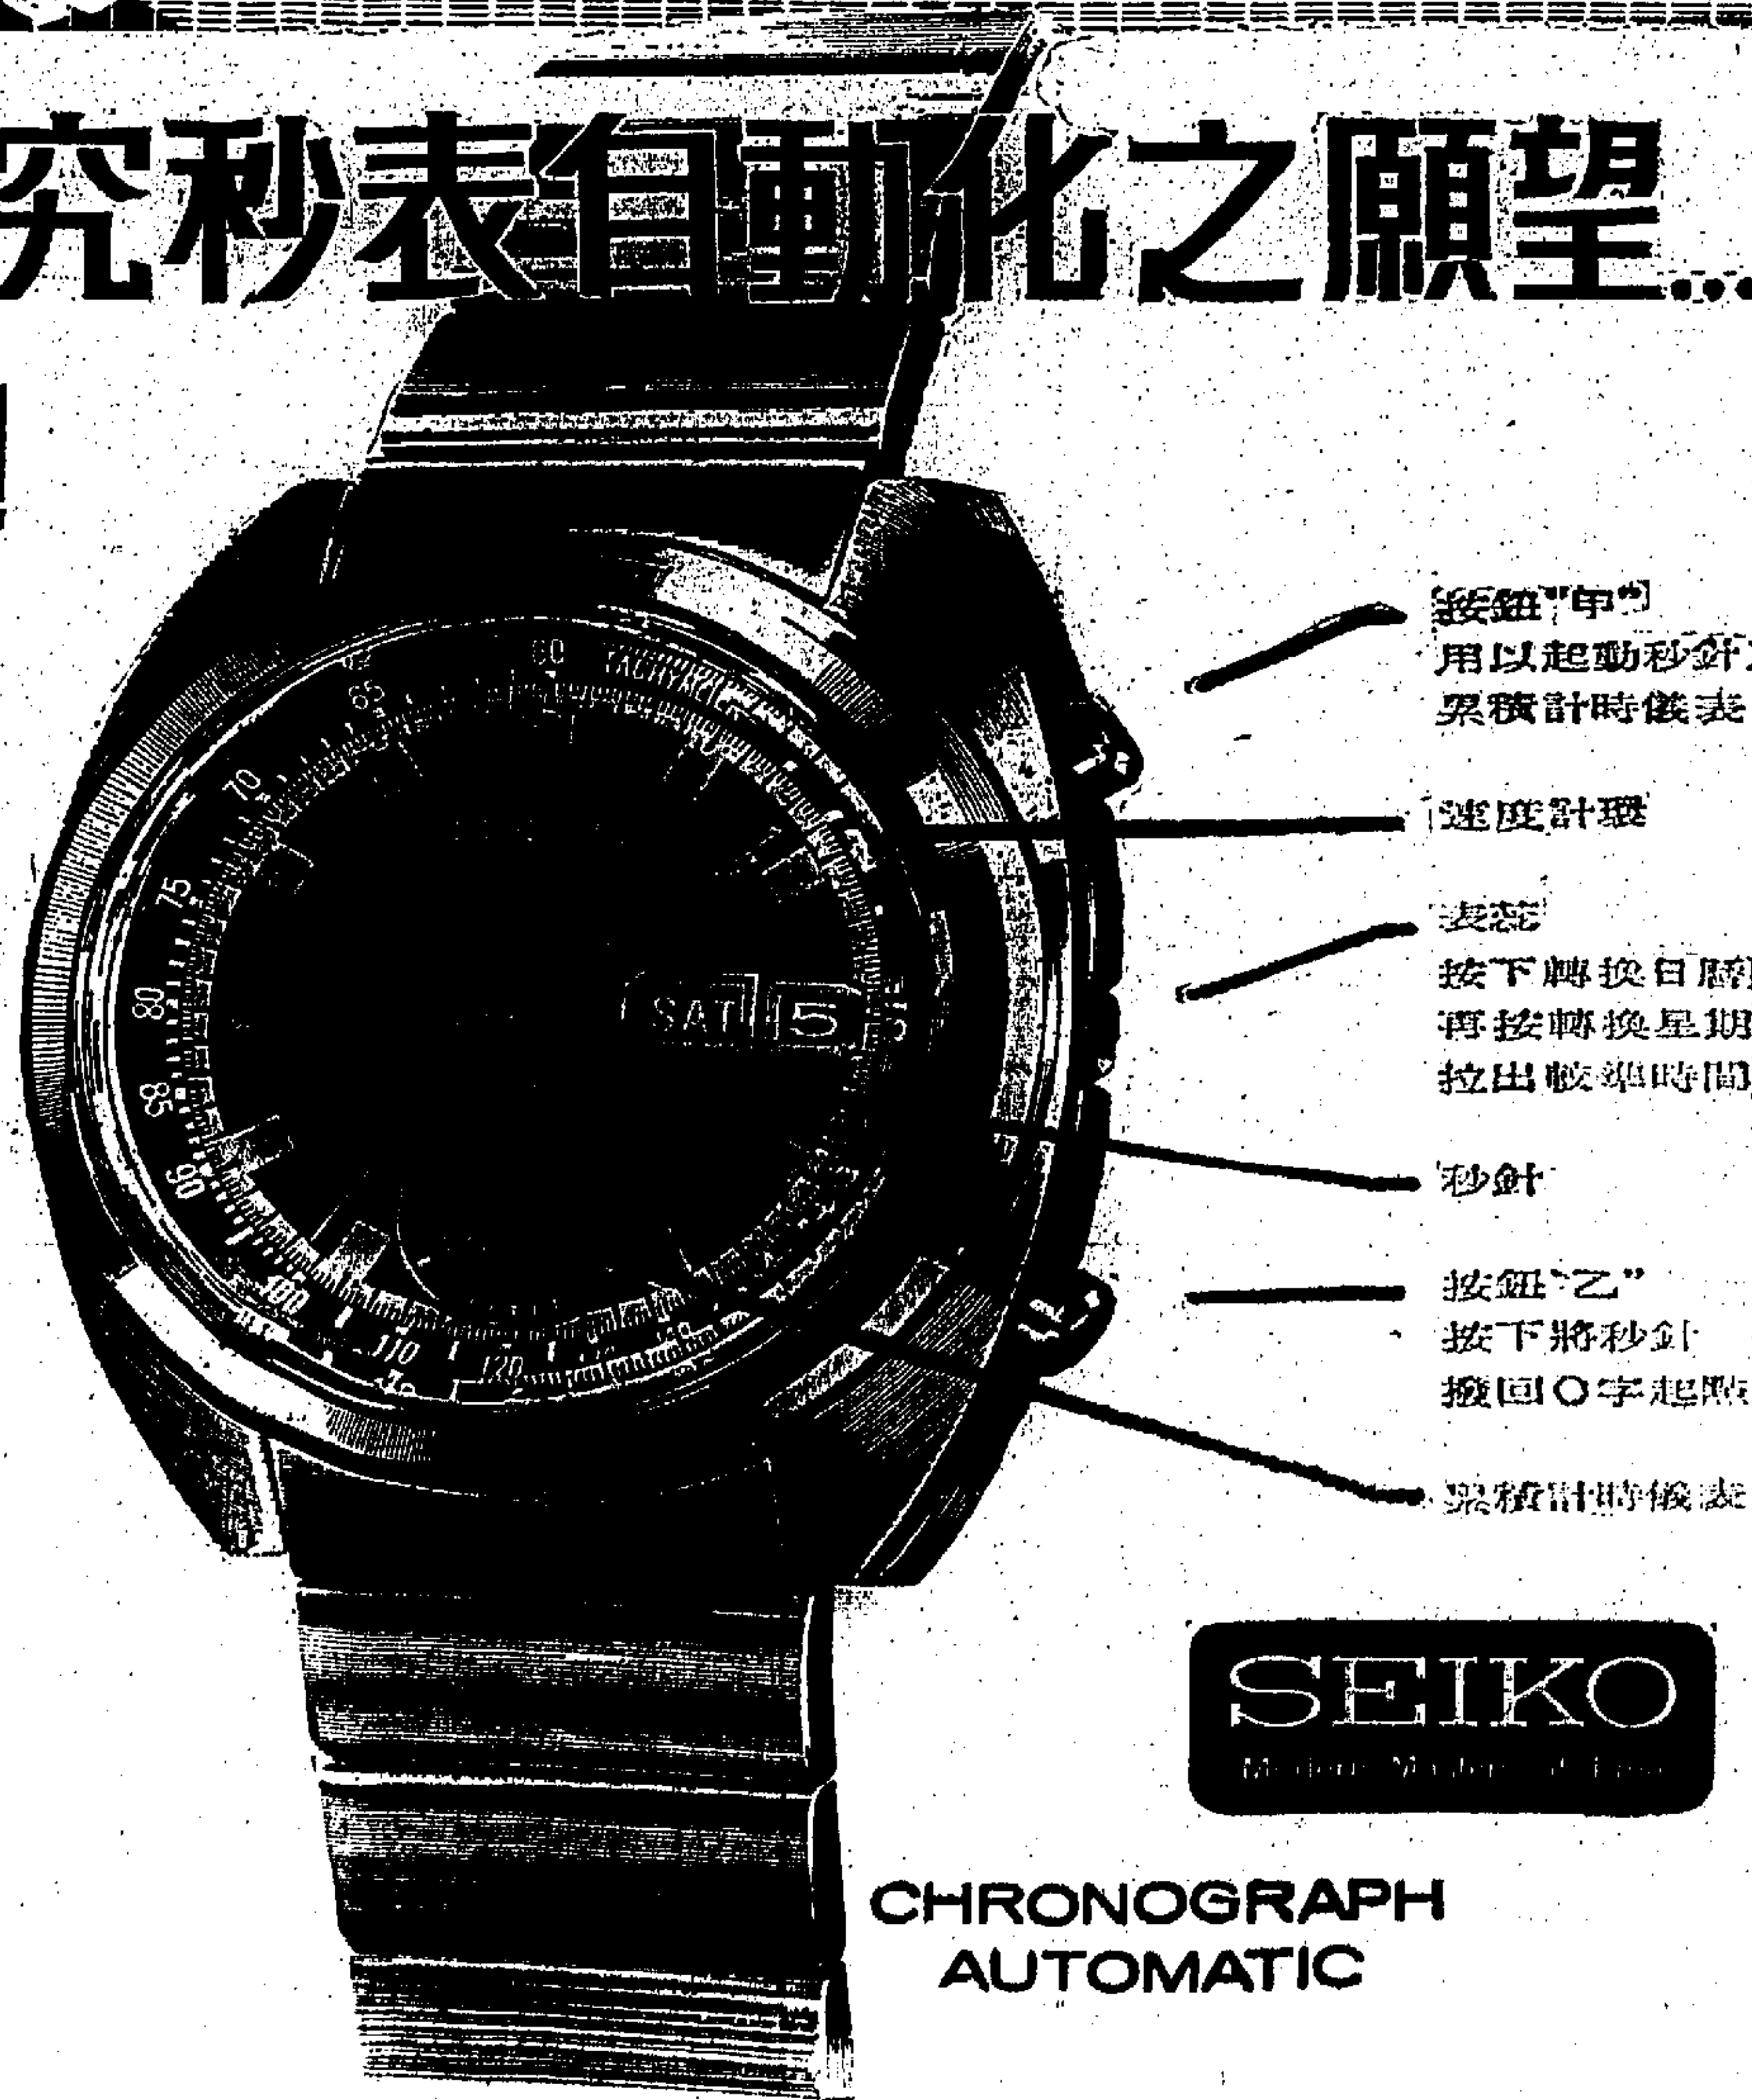 究秒表自動化之願望...
按鈕"甲"
用以起動秒針
累積計時儀表
速度計環
表蕊
按下轉換日曆
再按轉換星期
拉出較準時間
秒針
按鈕"乙"
按下將秒針
撥回0字起點
累積計時儀表
60 TACHYMETER
65
70
75
80
85
90
100
110
120
SAT 5
SEIKO
CHRONOGRAPH
AUTOMATIC